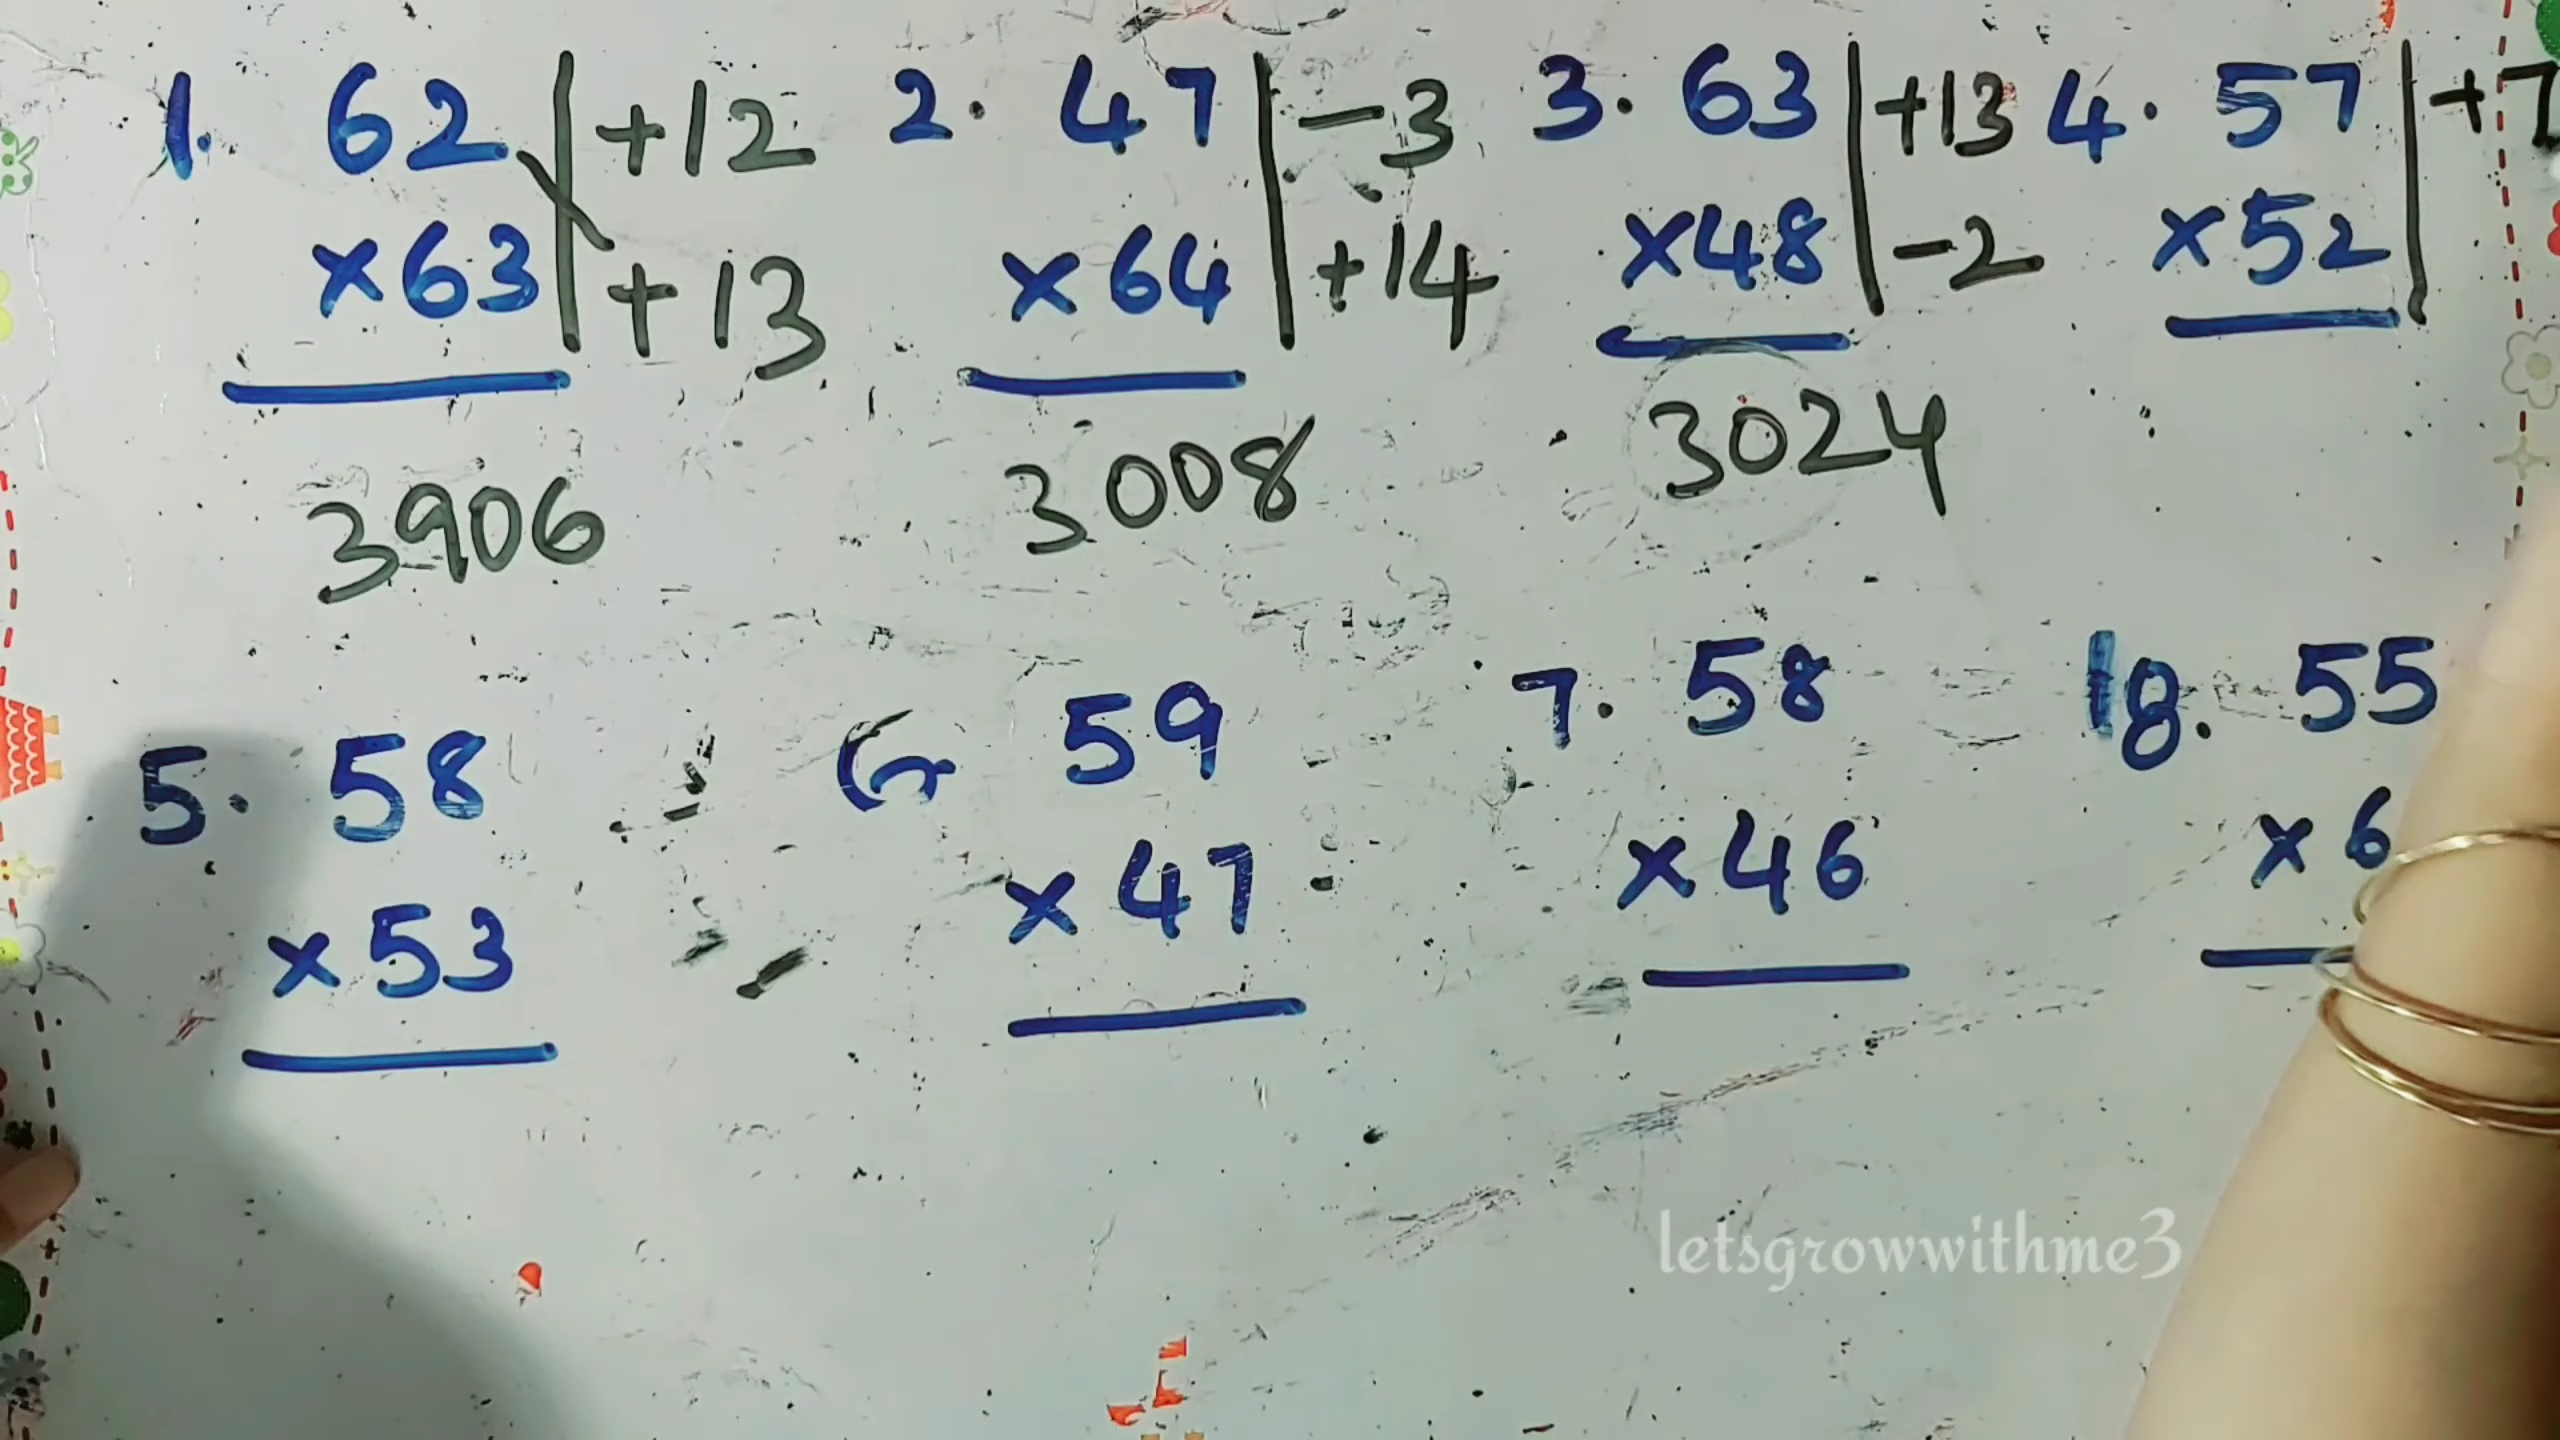 1. 62 +12 2. 47 -3 3. 63 +13 4. 57 +7
×63 +13 ×64 +14 ×48 -2 ×52
3906 3008 3024
5. 58 6. 59 7. 58 8. 55
×53 ×47 ×46 ×6
letsgrowwithme3